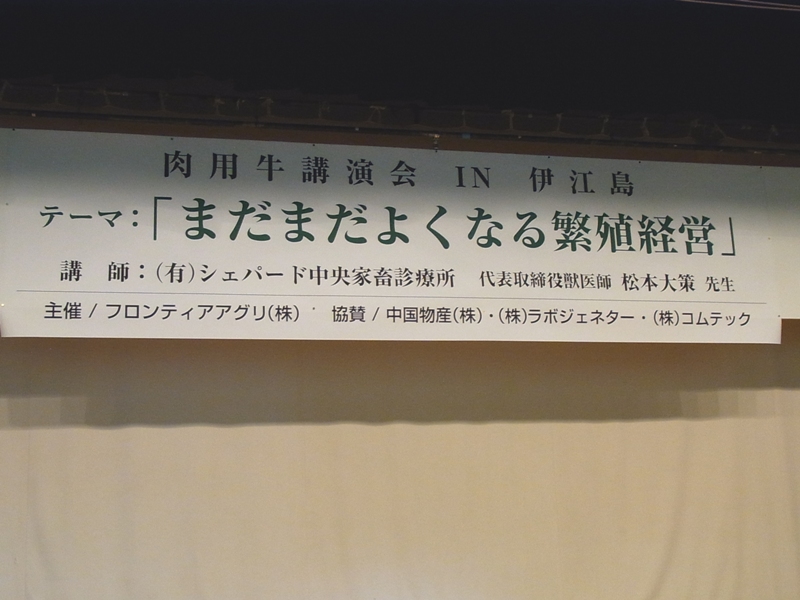 肉用牛講演会 IN 伊江島
テーマ：「まだまだよくなる繁殖経営」
講　師：(有)シェパード中央家畜診療所　代表取締役獣医師 松本大策 先生
主催 / フロンティアアグリ(株)　協賛 / 中国物産(株)・(株)ラボジェネター・(株)コムテック